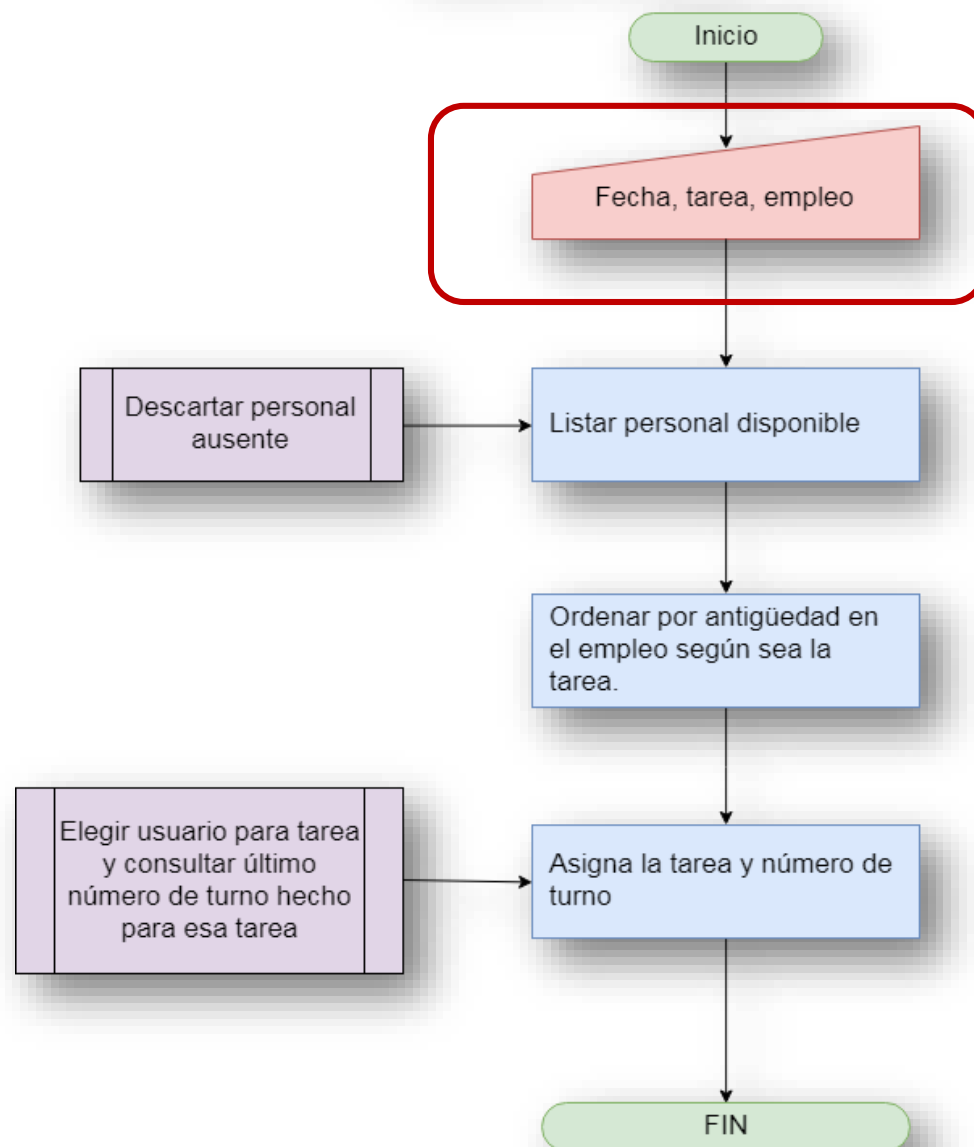 Inicio
Fecha, tarea, empleo
Descartar personal
ausente
Listar personal disponible
Ordenar por antigüedad en
el empleo según sea la
tarea.
Elegir usuario para tarea
y consultar último
número de turno hecho
para esa tarea
Asigna la tarea y número de
turno
FIN